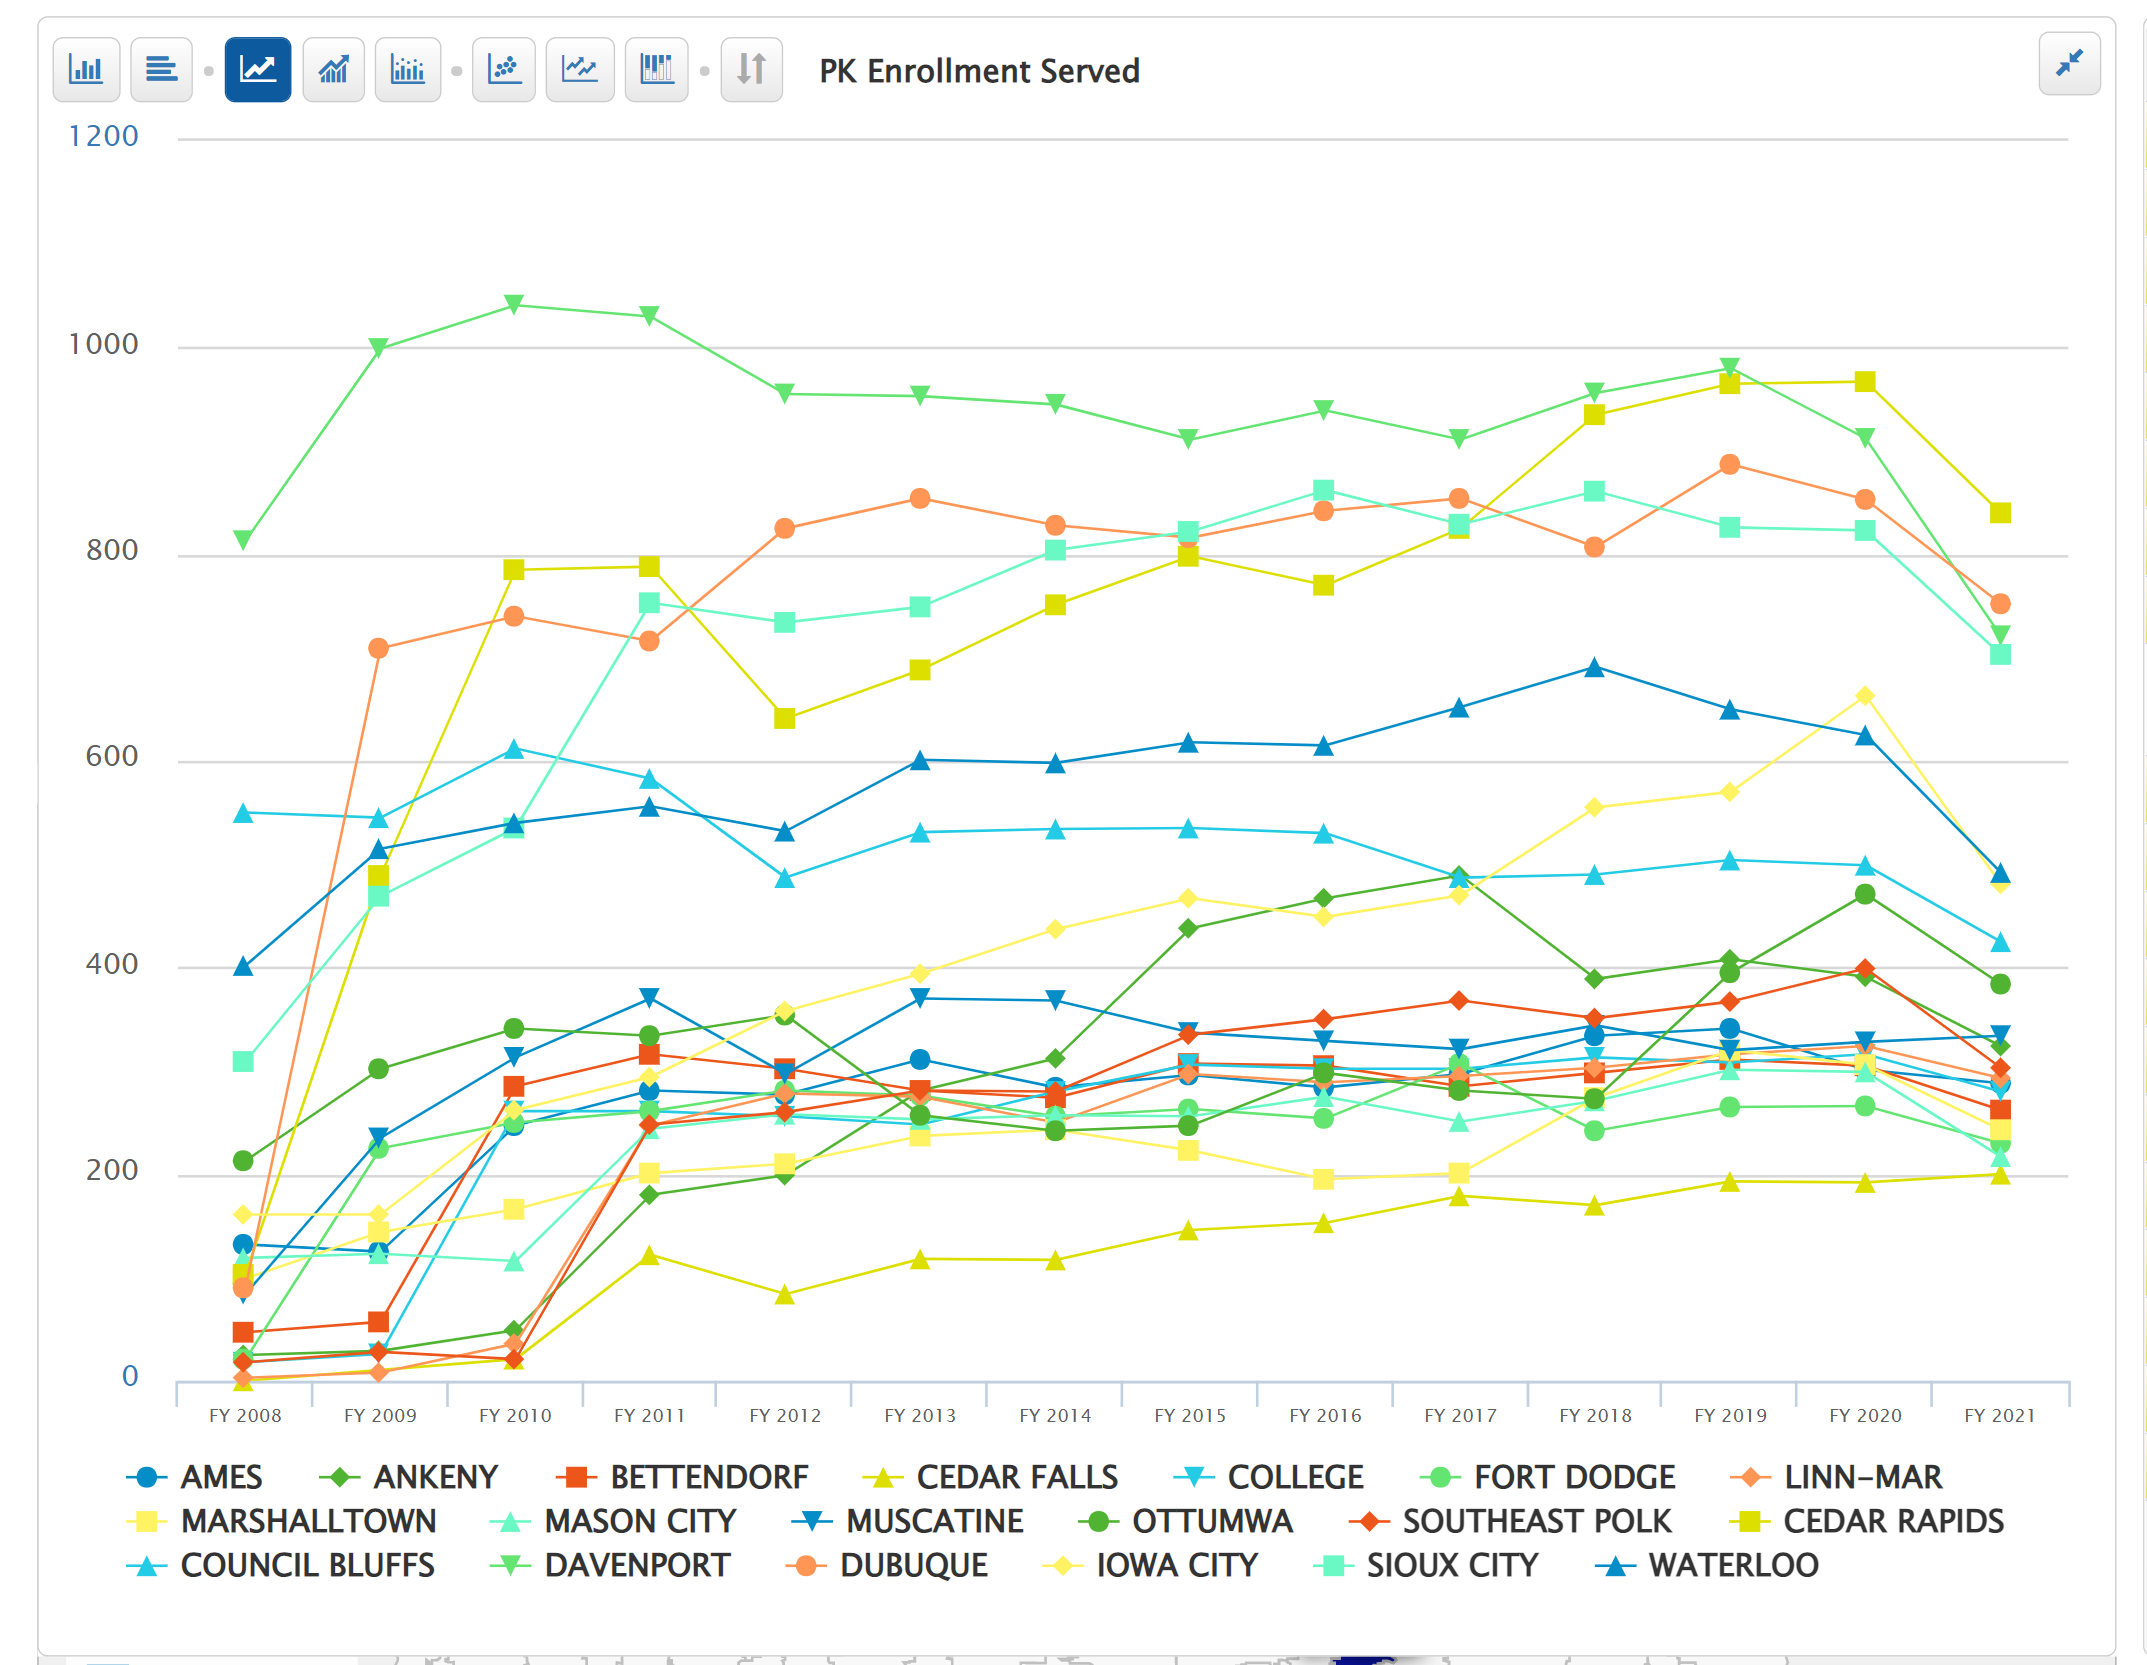 PK Enrollment Served
1200
1000
800
600
400
200
0
FY 2008 FY 2009 FY 2010 FY 2011 FY 2012 FY 2013 FY 2014 FY 2015 FY 2016 FY 2017 FY 2018 FY 2019 FY 2020 FY 2021
AMES ANKENY BETTENDORF CEDAR FALLS COLLEGE FORT DODGE LINN-MAR
MARSHALLTOWN MASON CITY MUSCATINE OTTUMWA SOUTHEAST POLK CEDAR RAPIDS
COUNCIL BLUFFS DAVENPORT DUBUQUE IOWA CITY SIOUX CITY WATERLOO